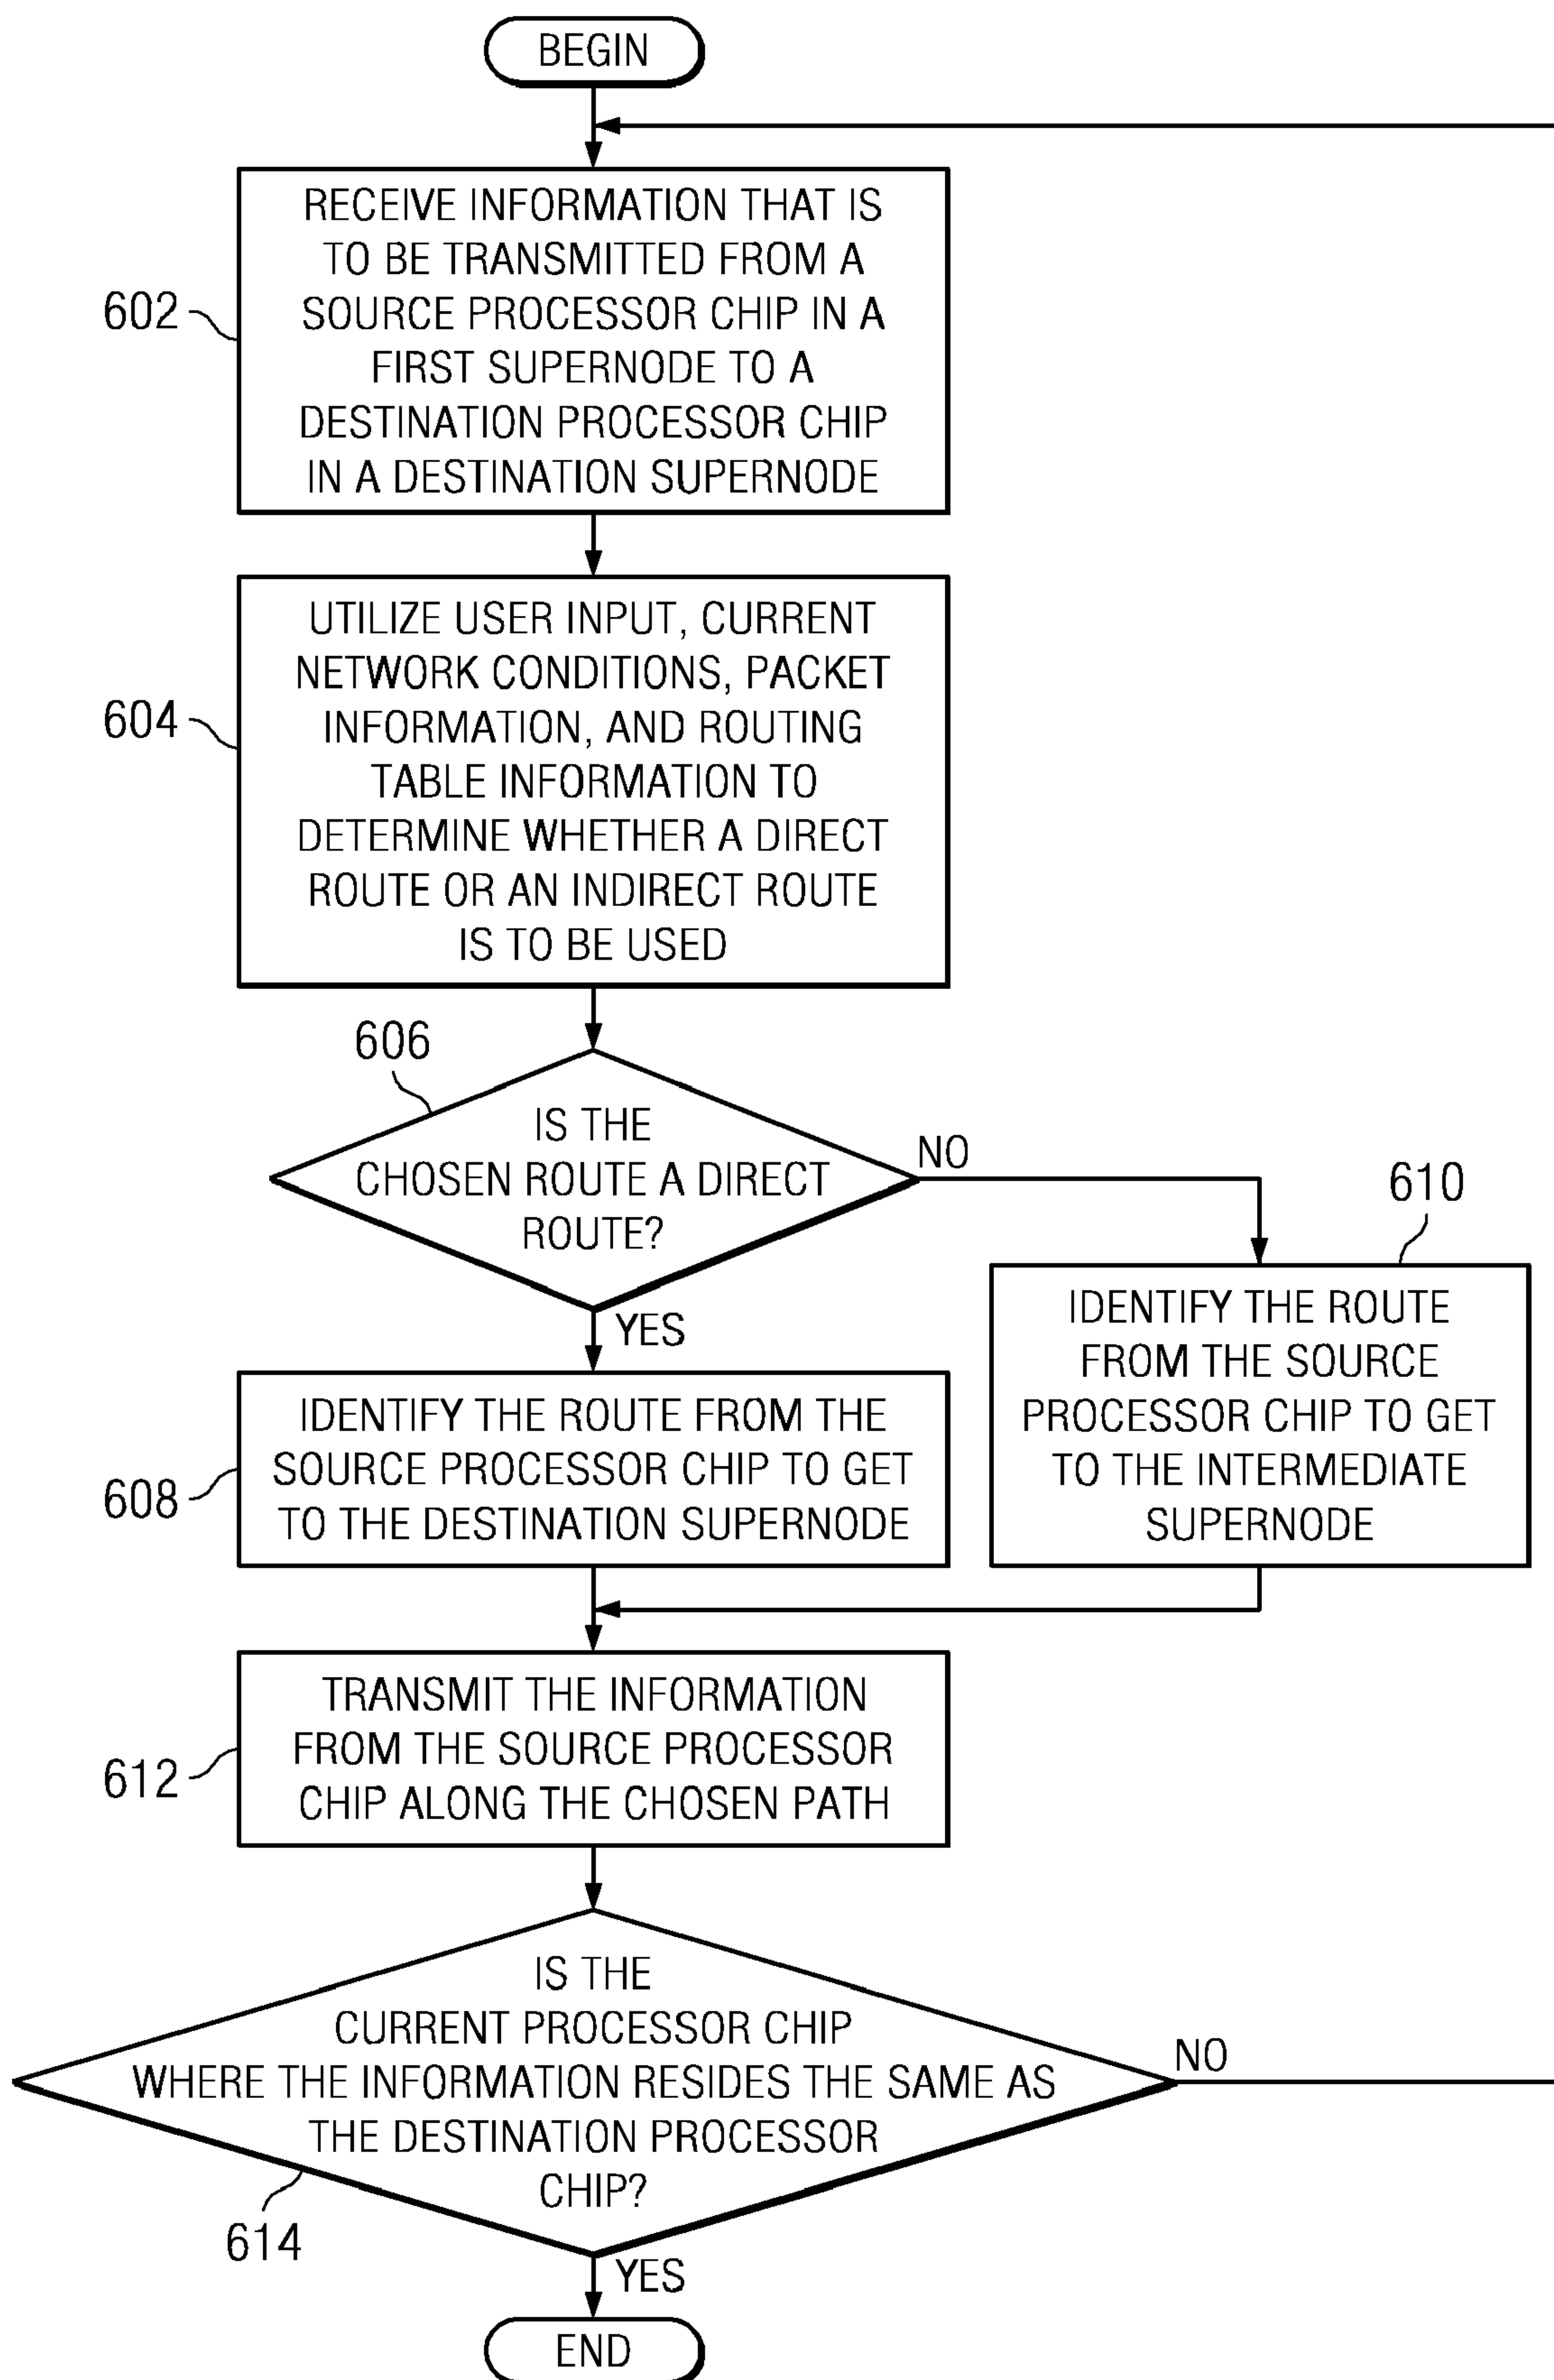 BEGIN
602
RECEIVE INFORMATION THAT IS
TO BE TRANSMITTED FROM A
SOURCE PROCESSOR CHIP IN A
FIRST SUPERNODE TO A
DESTINATION PROCESSOR CHIP
IN A DESTINATION SUPERNODE
604
UTILIZE USER INPUT, CURRENT
NETWORK CONDITIONS, PACKET
INFORMATION, AND ROUTING
TABLE INFORMATION TO
DETERMINE WHETHER A DIRECT
ROUTE OR AN INDIRECT ROUTE
IS TO BE USED
606
IS THE
CHOSEN ROUTE A DIRECT
ROUTE?
NO
YES
610
IDENTIFY THE ROUTE
FROM THE SOURCE
PROCESSOR CHIP TO GET
TO THE INTERMEDIATE
SUPERNODE
608
IDENTIFY THE ROUTE FROM THE
SOURCE PROCESSOR CHIP TO GET
TO THE DESTINATION SUPERNODE
612
TRANSMIT THE INFORMATION
FROM THE SOURCE PROCESSOR
CHIP ALONG THE CHOSEN PATH
IS THE
CURRENT PROCESSOR CHIP
WHERE THE INFORMATION RESIDES THE SAME AS
THE DESTINATION PROCESSOR
CHIP?
NO
614
YES
END